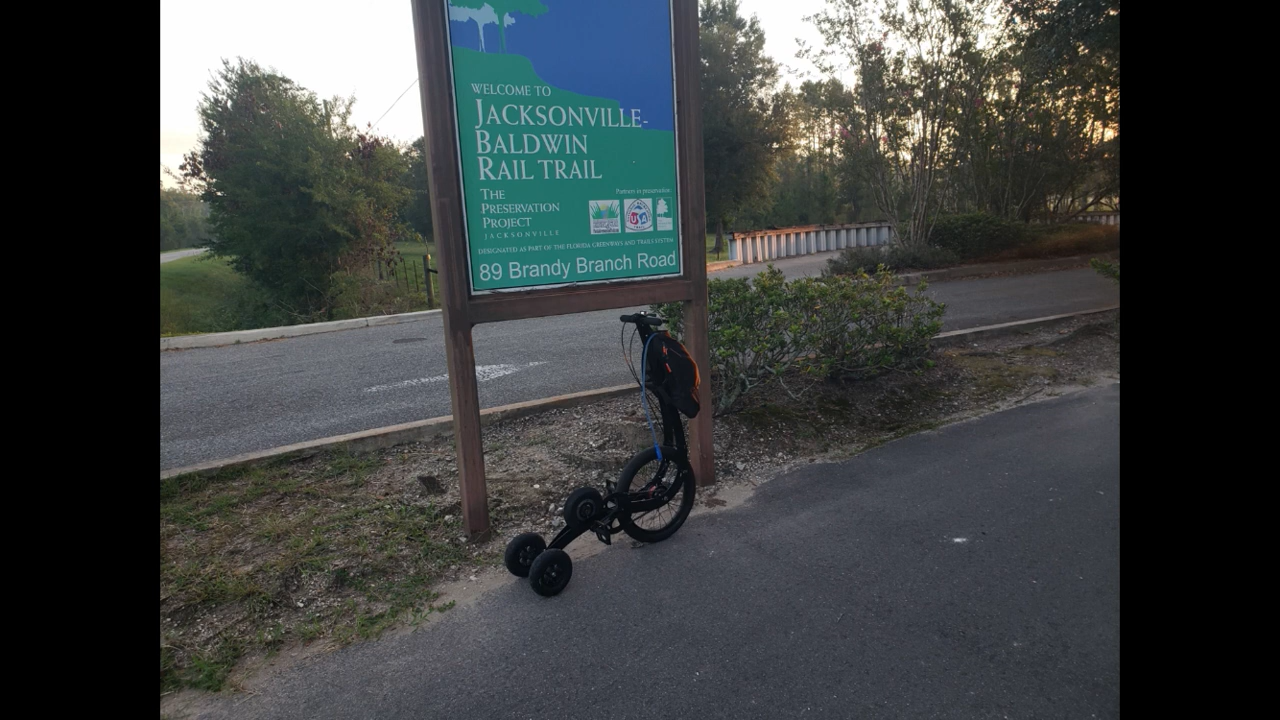 WELCOME TO
JACKSONVILLE-
BALDWIN
RAIL TRAIL
THE
PRESERVATION
PROJECT
JACKSONVILLE
Partners in preservation:
DESIGNATED AS PART OF THE FLORIDA GREENWAYS AND TRAILS SYSTEM
89 Brandy Branch Road